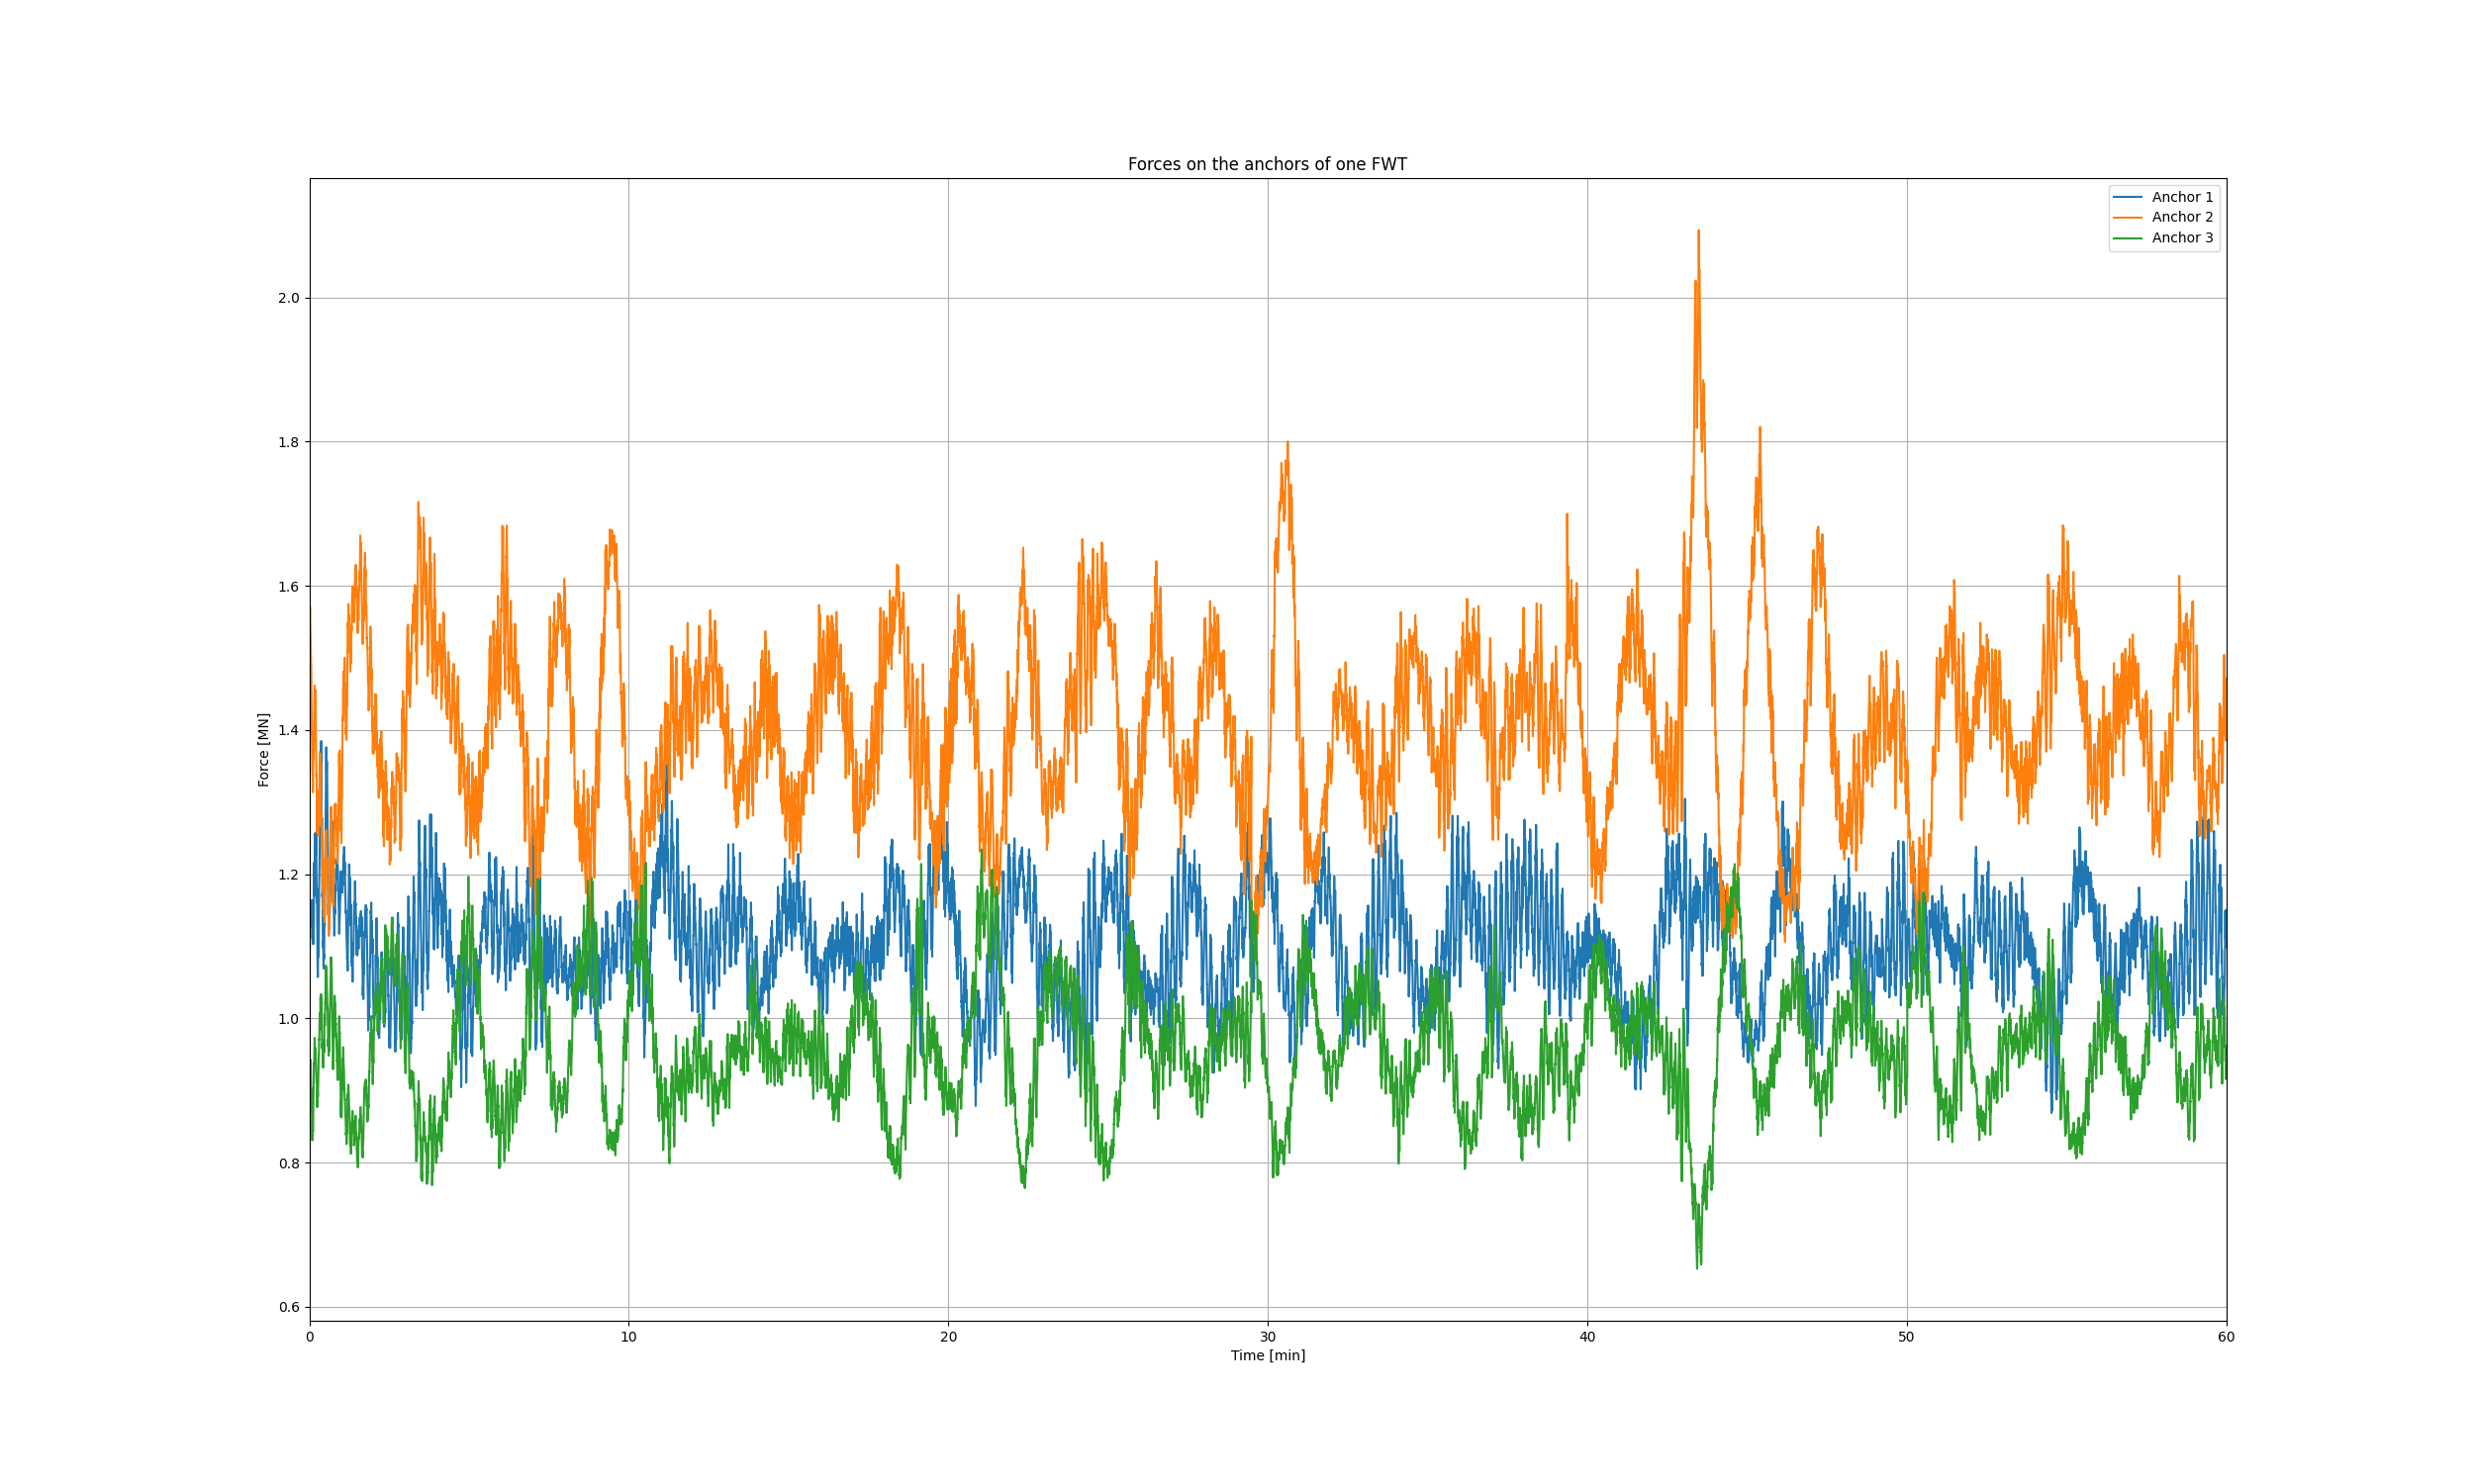 Forces on the anchors of one FWT
Anchor 1
Anchor 2
Anchor 3
Force [MN]
2.0
1.8
1.6
1.4
1.2
1.0
0.8
0.6
0 10 20 30 40 50 60
Time [min]